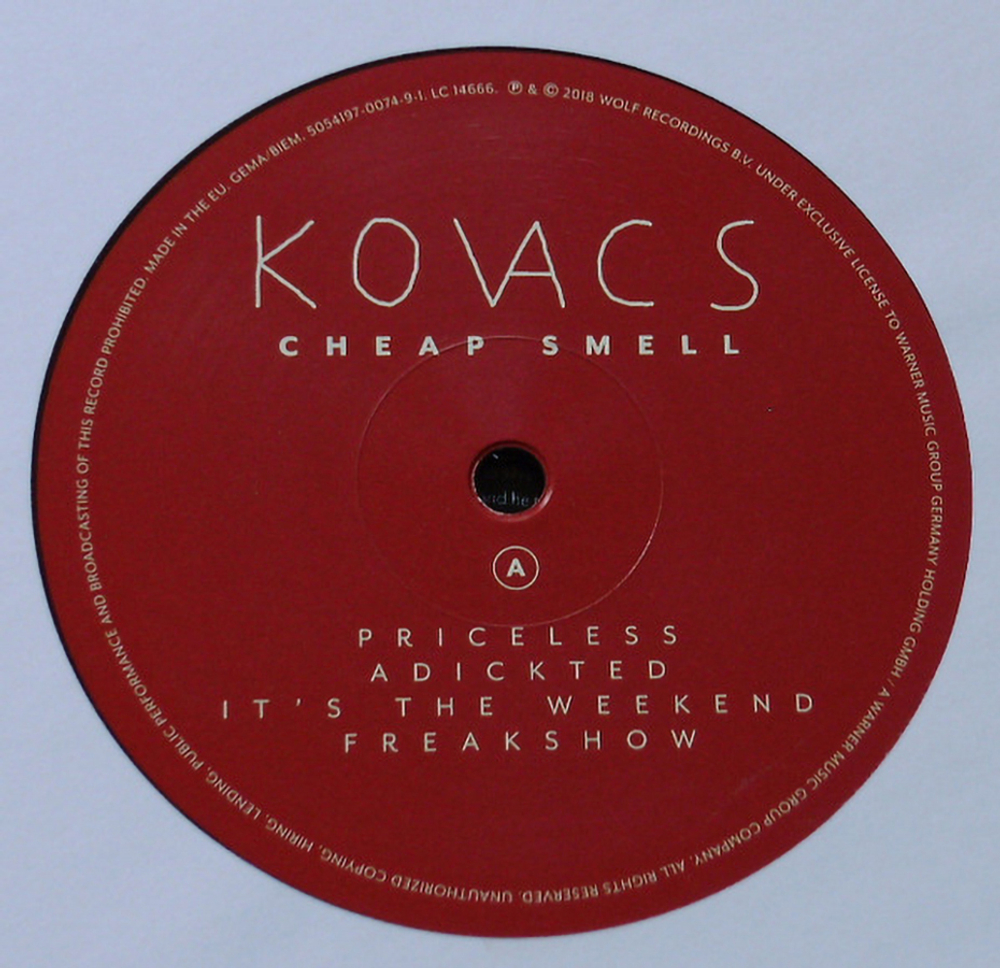 KOVACS
CHEAP SMELL
A
PRICELESS
ADICKTED
IT'S THE WEEKEND
FREAKSHOW
℗ & © 2018 WOLF RECORDINGS B.V. UNDER EXCLUSIVE LICENSE TO WARNER MUSIC GROUP GERMANY HOLDING GMBH / A WARNER MUSIC GROUP COMPANY. ALL RIGHTS RESERVED. UNAUTHORIZED COPYING, HIRING, LENDING, PUBLIC PERFORMANCE AND BROADCASTING OF THIS RECORD PROHIBITED. MADE IN THE EU. GEMA/BIEM. 5054197-0074-9-1. LC 14666.